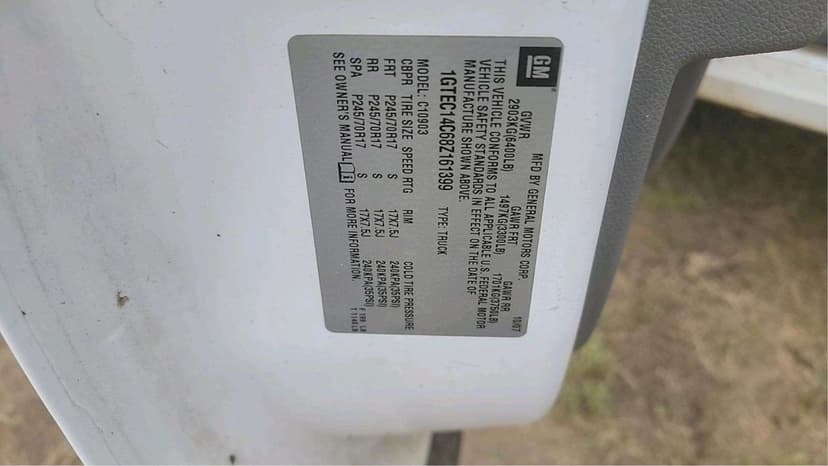 GM
MFD BY GENERAL MOTORS CORP.
10/07
GVWR GAWR FRT GAWR RR
2903KG(6400LB) 1497KG(3300LB) 1701KG(3750LB)
THIS VEHICLE CONFORMS TO ALL APPLICABLE U.S. FEDERAL MOTOR
VEHICLE SAFETY STANDARDS IN EFFECT ON THE DATE OF
MANUFACTURE SHOWN ABOVE.
1GTEC14C68Z161399 TYPE: TRUCK
MODEL: C10903
CBPR TIRE SIZE SPEED RTG RIM COLD TIRE PRESSURE
FRT P245/70R17 S 17X7.5J 240KPA(35PSI)
RR P245/70R17 S 17X7.5J 240KPA(35PSI)
SPA P245/70R17 S 17X7.5J 240KPA(35PSI)
SEE OWNER'S MANUAL FOR MORE INFORMATION.